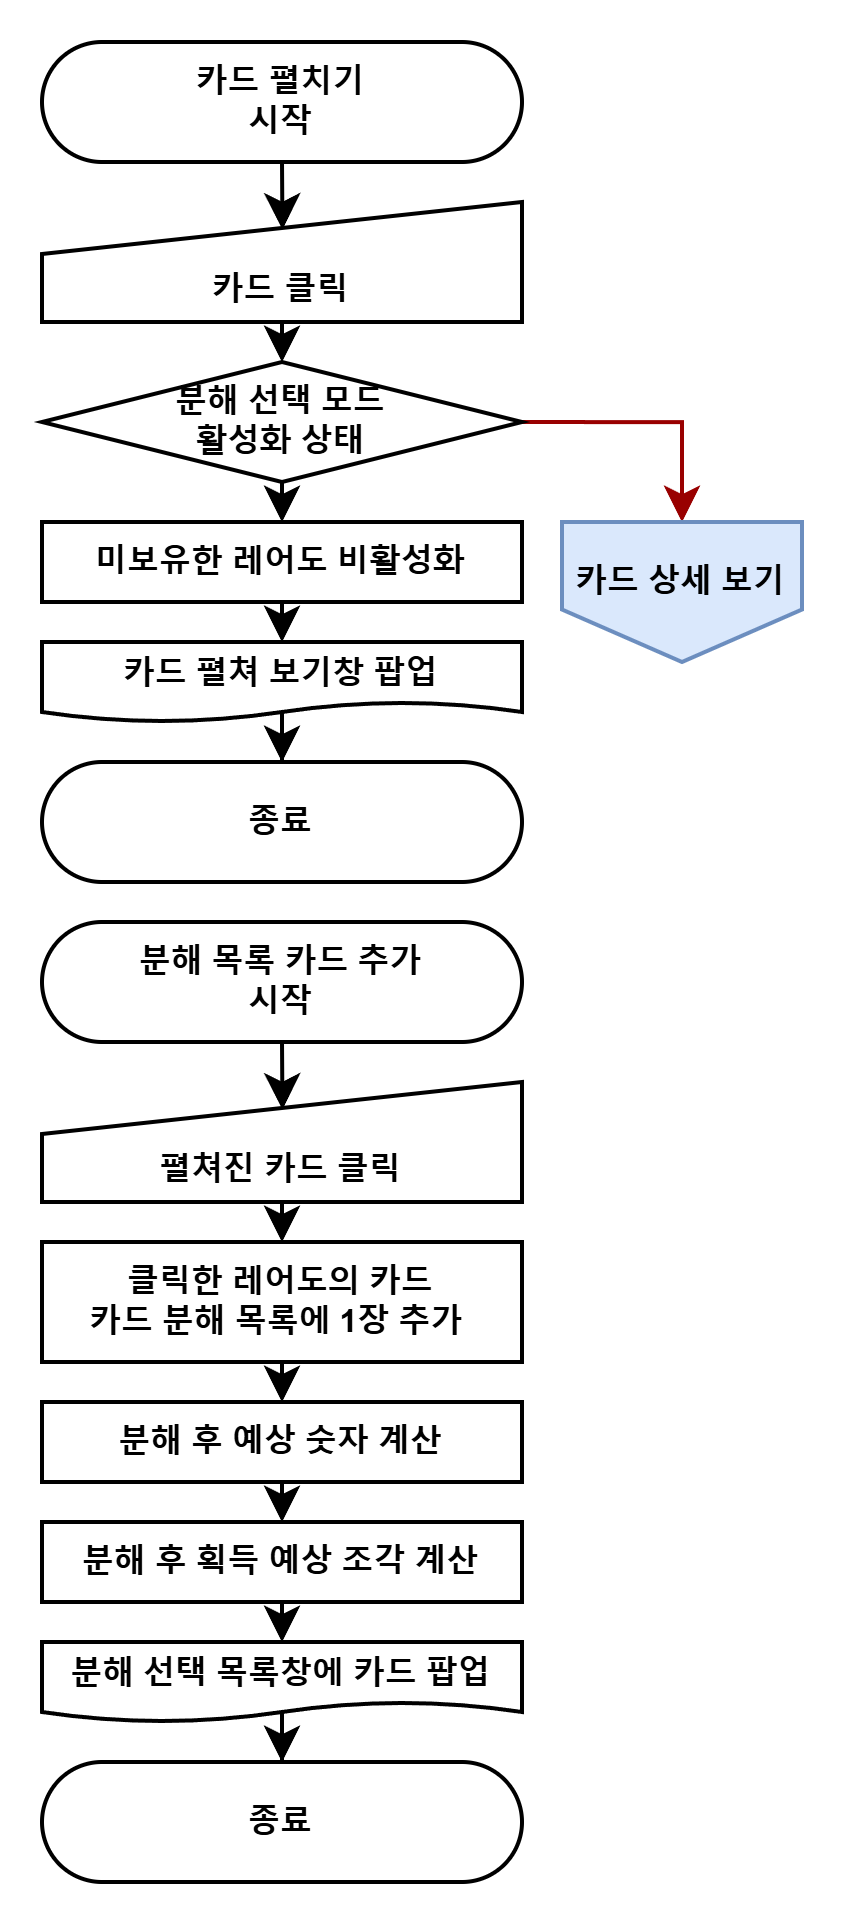 카드 펼치기
시작
카드 클릭
분해 선택 모드
활성화 상태
미보유한 레어도 비활성화
카드 상세 보기
카드 펼쳐 보기창 팝업
종료
분해 목록 카드 추가
시작
펼쳐진 카드 클릭
클릭한 레어도의 카드
카드 분해 목록에 1장 추가
분해 후 예상 숫자 계산
분해 후 획득 예상 조각 계산
분해 선택 목록창에 카드 팝업
종료